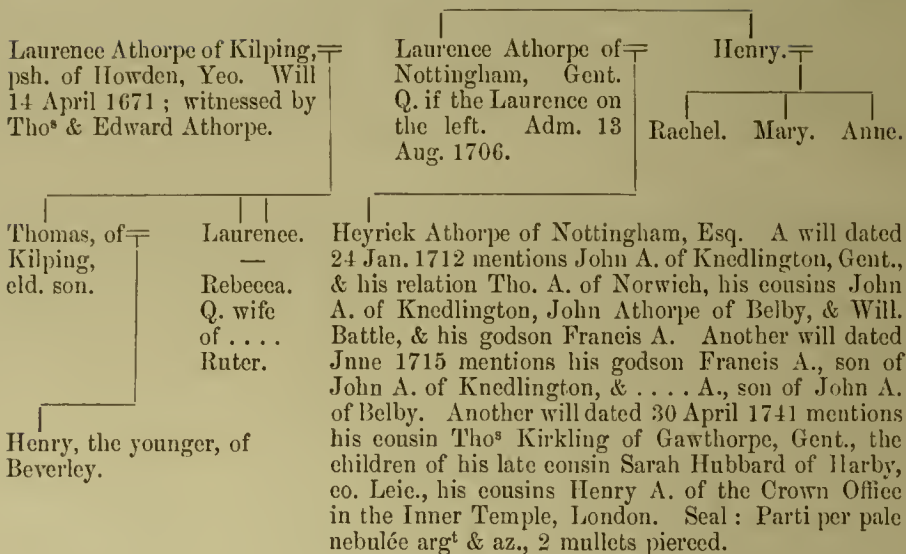 Laurence Athorpe of Kilping,
psh. of Howden, Yeo. Will
14 April 1671 ; witnessed by
Thoˢ & Edward Athorpe.
Laurence Athorpe of
Nottingham, Gent.
Q. if the Laurence on
the left. Adm. 13
Aug. 1706.
Henry.
Rachel. Mary. Anne.
Thomas, of
Kilping,
eld. son.
Laurence.
—
Rebecca.
Q. wife
of . . . .
Ruter.
Heyrick Athorpe of Nottingham, Esq. A will dated
24 Jan. 1712 mentions John A. of Knedlington, Gent.,
& his relation Tho. A. of Norwich, his cousins John
A. of Knedlington, John Athorpe of Belby, & Will.
Battle, & his godson Francis A. Another will dated
June 1715 mentions his godson Francis A., son of
John A. of Knedlington, & . . . . A., son of John A.
of Belby. Another will dated 30 April 1741 mentions
his cousin Thoˢ Kirkling of Gawthorpe, Gent., the
children of his late cousin Sarah Hubbard of Harby,
co. Leic., his cousins Henry A. of the Crown Office
in the Inner Temple, London. Seal : Parti per pale
nebulée argᵗ & az., 2 mullets pierced.
Henry, the younger, of
Beverley.